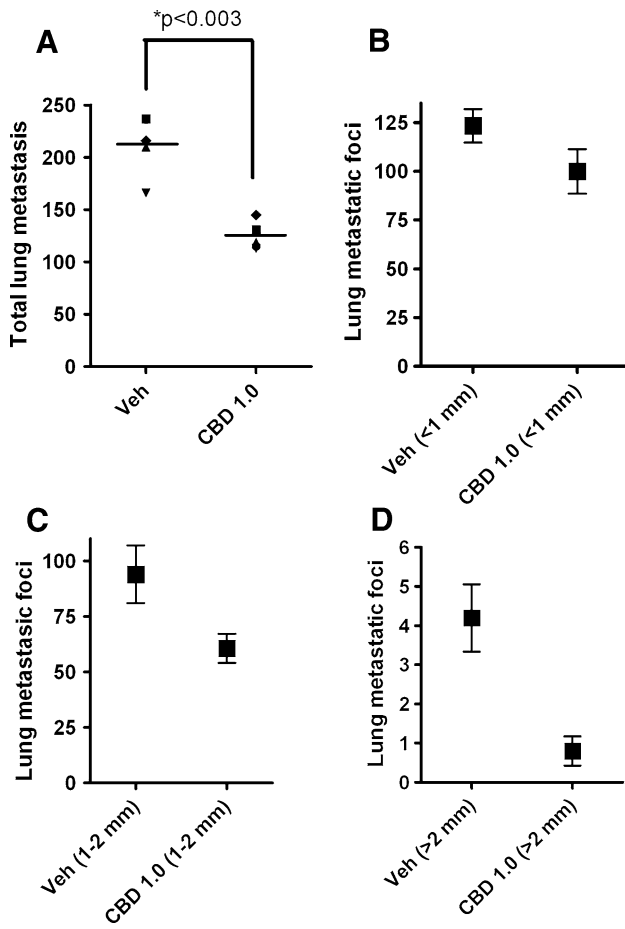 A
*p<0.003
Total lung metastasis
250
200
150
100
50
0
Veh
CBD 1.0
B
Lung metastatic foci
125
100
75
50
25
0
Veh (<1 mm)
CBD 1.0 (<1 mm)
C
Lung metastasic foci
100
75
50
25
0
Veh (1-2 mm)
CBD 1.0 (1-2 mm)
D
Lung metastatic foci
6
5
4
3
2
1
0
Veh (>2 mm)
CBD 1.0 (>2 mm)